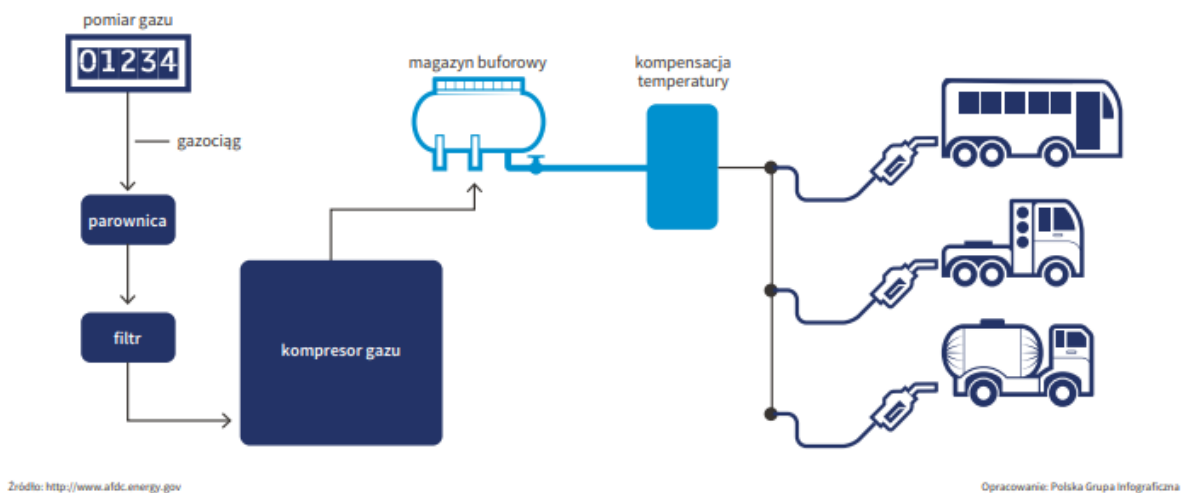 pomiar gazu
01234
gazociąg
parownica
filtr
kompresor gazu
magazyn buforowy
kompensacja
temperatury
Źródło: http://www.afdc.energy.gov
Opracowanie: Polska Grupa Infograficzna